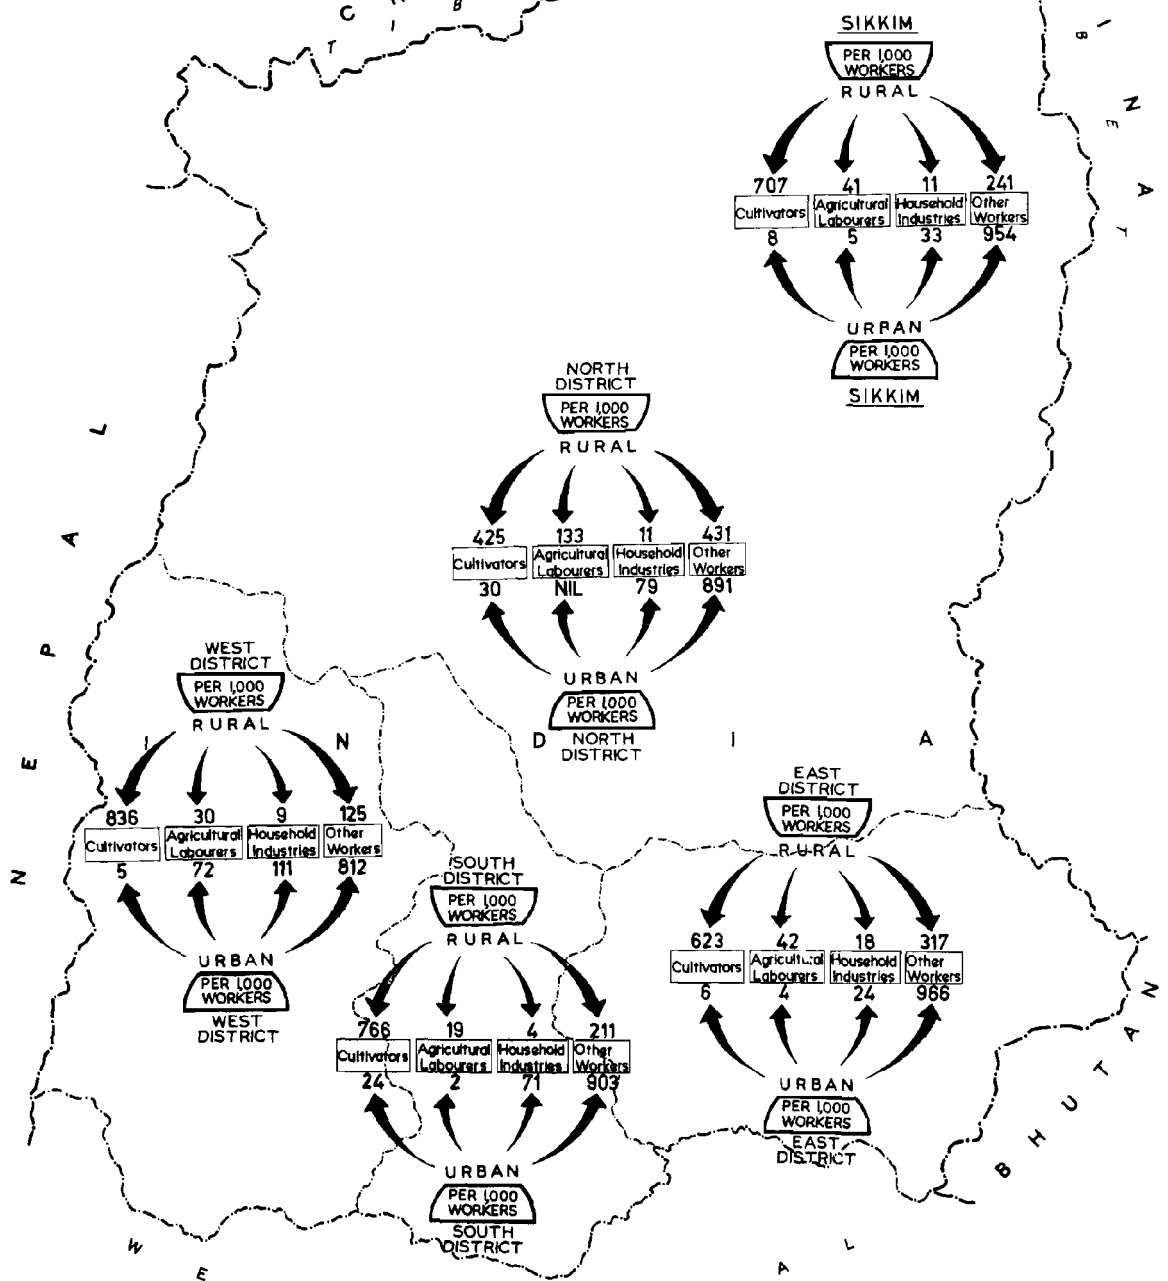 C
T I B
SIKKIM
PER 1,000
WORKERS
RURAL
707 41 11 241
Cultivators
Agricultural
Labourers
Household
Industries
Other
Workers
8 5 33 954
URBAN
PER 1,000
WORKERS
SIKKIM
I
B
N
E
A
T
NORTH
DISTRICT
PER 1,000
WORKERS
RURAL
425 133 11 431
Cultivators
Agricultural
Labourers
Household
Industries
Other
Workers
30 NIL 79 891
URBAN
PER 1,000
WORKERS
NORTH
DISTRICT
N E P A L
I N D I A
WEST
DISTRICT
PER 1,000
WORKERS
RURAL
836 30 9 125
Cultivators
Agricultural
Labourers
Household
Industries
Other
Workers
5 72 111 812
URBAN
PER 1,000
WORKERS
WEST
DISTRICT
EAST
DISTRICT
PER 1,000
WORKERS
RURAL
623 42 18 317
Cultivators
Agricultural
Labourers
Household
Industries
Other
Workers
6 4 24 966
URBAN
PER 1,000
WORKERS
EAST
DISTRICT
SOUTH
DISTRICT
PER 1,000
WORKERS
RURAL
766 19 4 211
Cultivators
Agricultural
Labourers
Household
Industries
Other
Workers
24 2 71 903
URBAN
PER 1,000
WORKERS
SOUTH
DISTRICT
BHUTAN
W E
A L